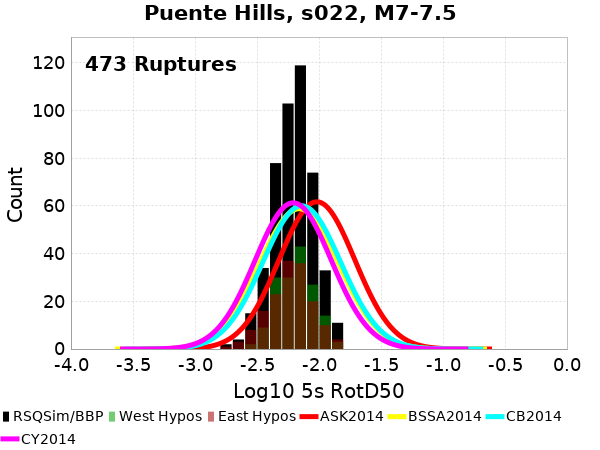 Puente Hills, s022, M7-7.5
473 Ruptures
Count
120
100
80
60
40
20
0
-4.0 -3.5 -3.0 -2.5 -2.0 -1.5 -1.0 -0.5 0.0
Log10 5s RotD50
RSQSim/BBP West Hypos East Hypos ASK2014 BSSA2014 CB2014
CY2014